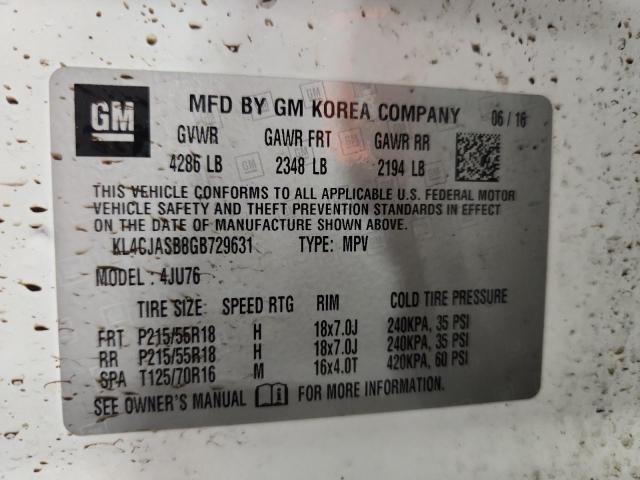 GM MFD BY GM KOREA COMPANY 06/16
GVWR GAWR FRT GAWR RR
4286 LB 2348 LB 2194 LB
THIS VEHICLE CONFORMS TO ALL APPLICABLE U.S. FEDERAL MOTOR
VEHICLE SAFETY AND THEFT PREVENTION STANDARDS IN EFFECT
ON THE DATE OF MANUFACTURE SHOWN ABOVE.
KL4CJASB8GB729631 TYPE: MPV
MODEL: 4JU76
TIRE SIZE: SPEED RTG RIM COLD TIRE PRESSURE
FRT P215/55R18 H 18x7.0J 240KPA, 35 PSI
RR P215/55R18 H 18x7.0J 240KPA, 35 PSI
SPA T125/70R16 M 16x4.0T 420KPA, 60 PSI
SEE OWNER'S MANUAL FOR MORE INFORMATION.